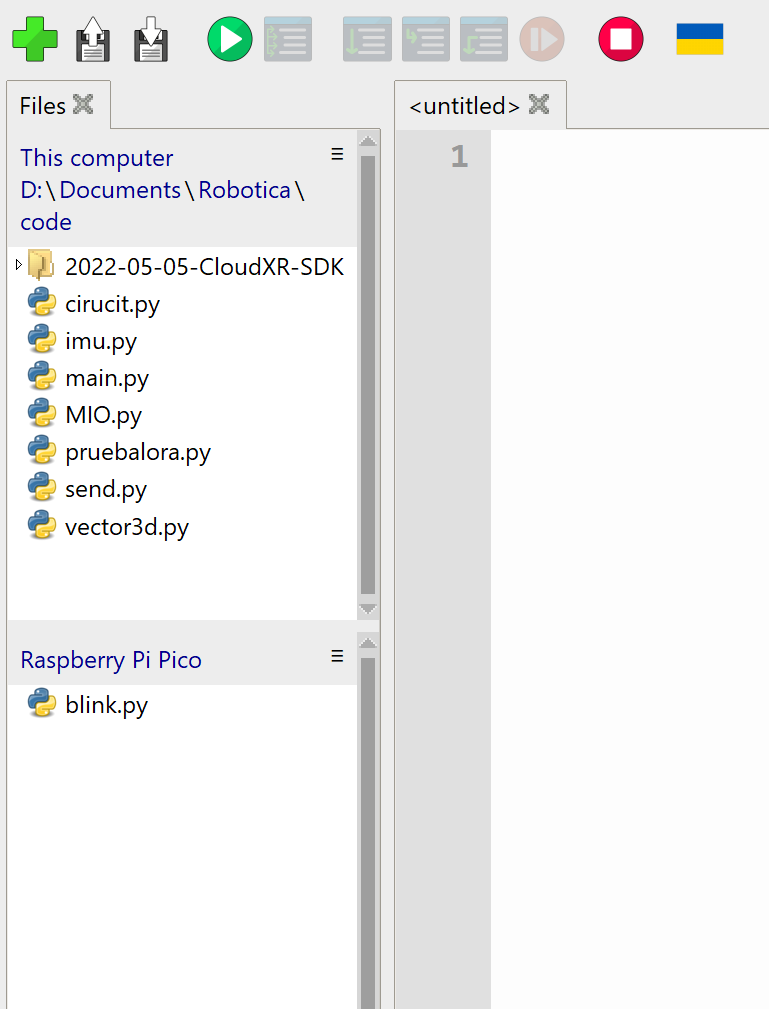 Files
<untitled>
1
This computer
D:\Documents\Robotica\
code
2022-05-05-CloudXR-SDK
cirucit.py
imu.py
main.py
MIO.py
pruebalora.py
send.py
vector3d.py
Raspberry Pi Pico
blink.py